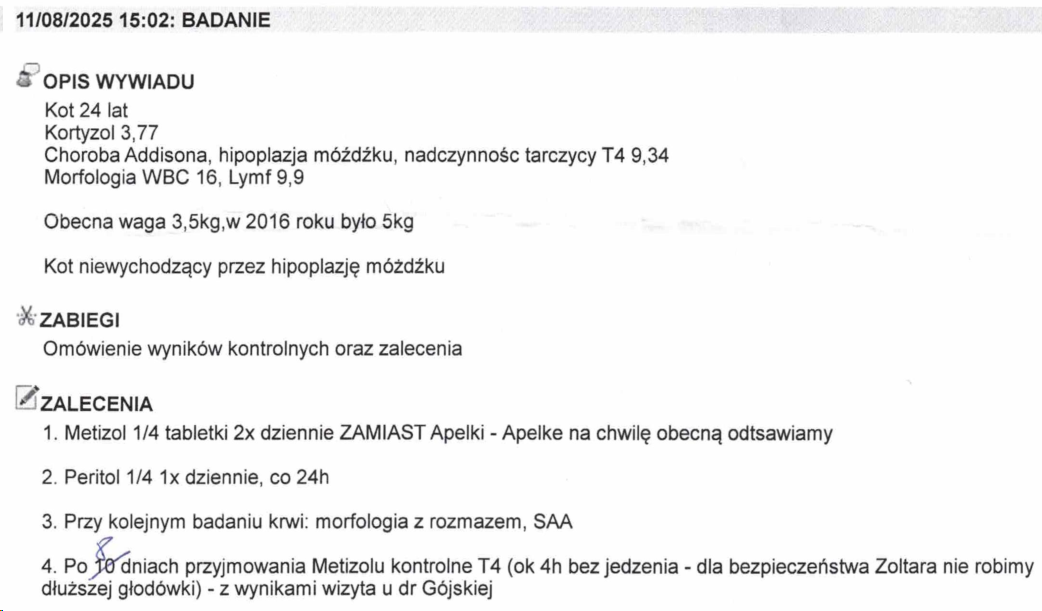 11/08/2025 15:02: BADANIE
OPIS WYWIADU
Kot 24 lat
Kortyzol 3,77
Choroba Addisona, hipoplazja móżdżku, nadczynnośc tarczycy T4 9,34
Morfologia WBC 16, Lymf 9,9
Obecna waga 3,5kg,w 2016 roku było 5kg
Kot niewychodzący przez hipoplazję móżdżku
ZABIEGI
Omówienie wyników kontrolnych oraz zalecenia
ZALECENIA
1. Metizol 1/4 tabletki 2x dziennie ZAMIAST Apelki - Apelke na chwilę obecną odtsawiamy
2. Peritol 1/4 1x dziennie, co 24h
3. Przy kolejnym badaniu krwi: morfologia z rozmazem, SAA
8
4. Po 10 dniach przyjmowania Metizolu kontrolne T4 (ok 4h bez jedzenia - dla bezpieczeństwa Zoltara nie robimy
dłuższej głodówki) - z wynikami wizyta u dr Gójskiej